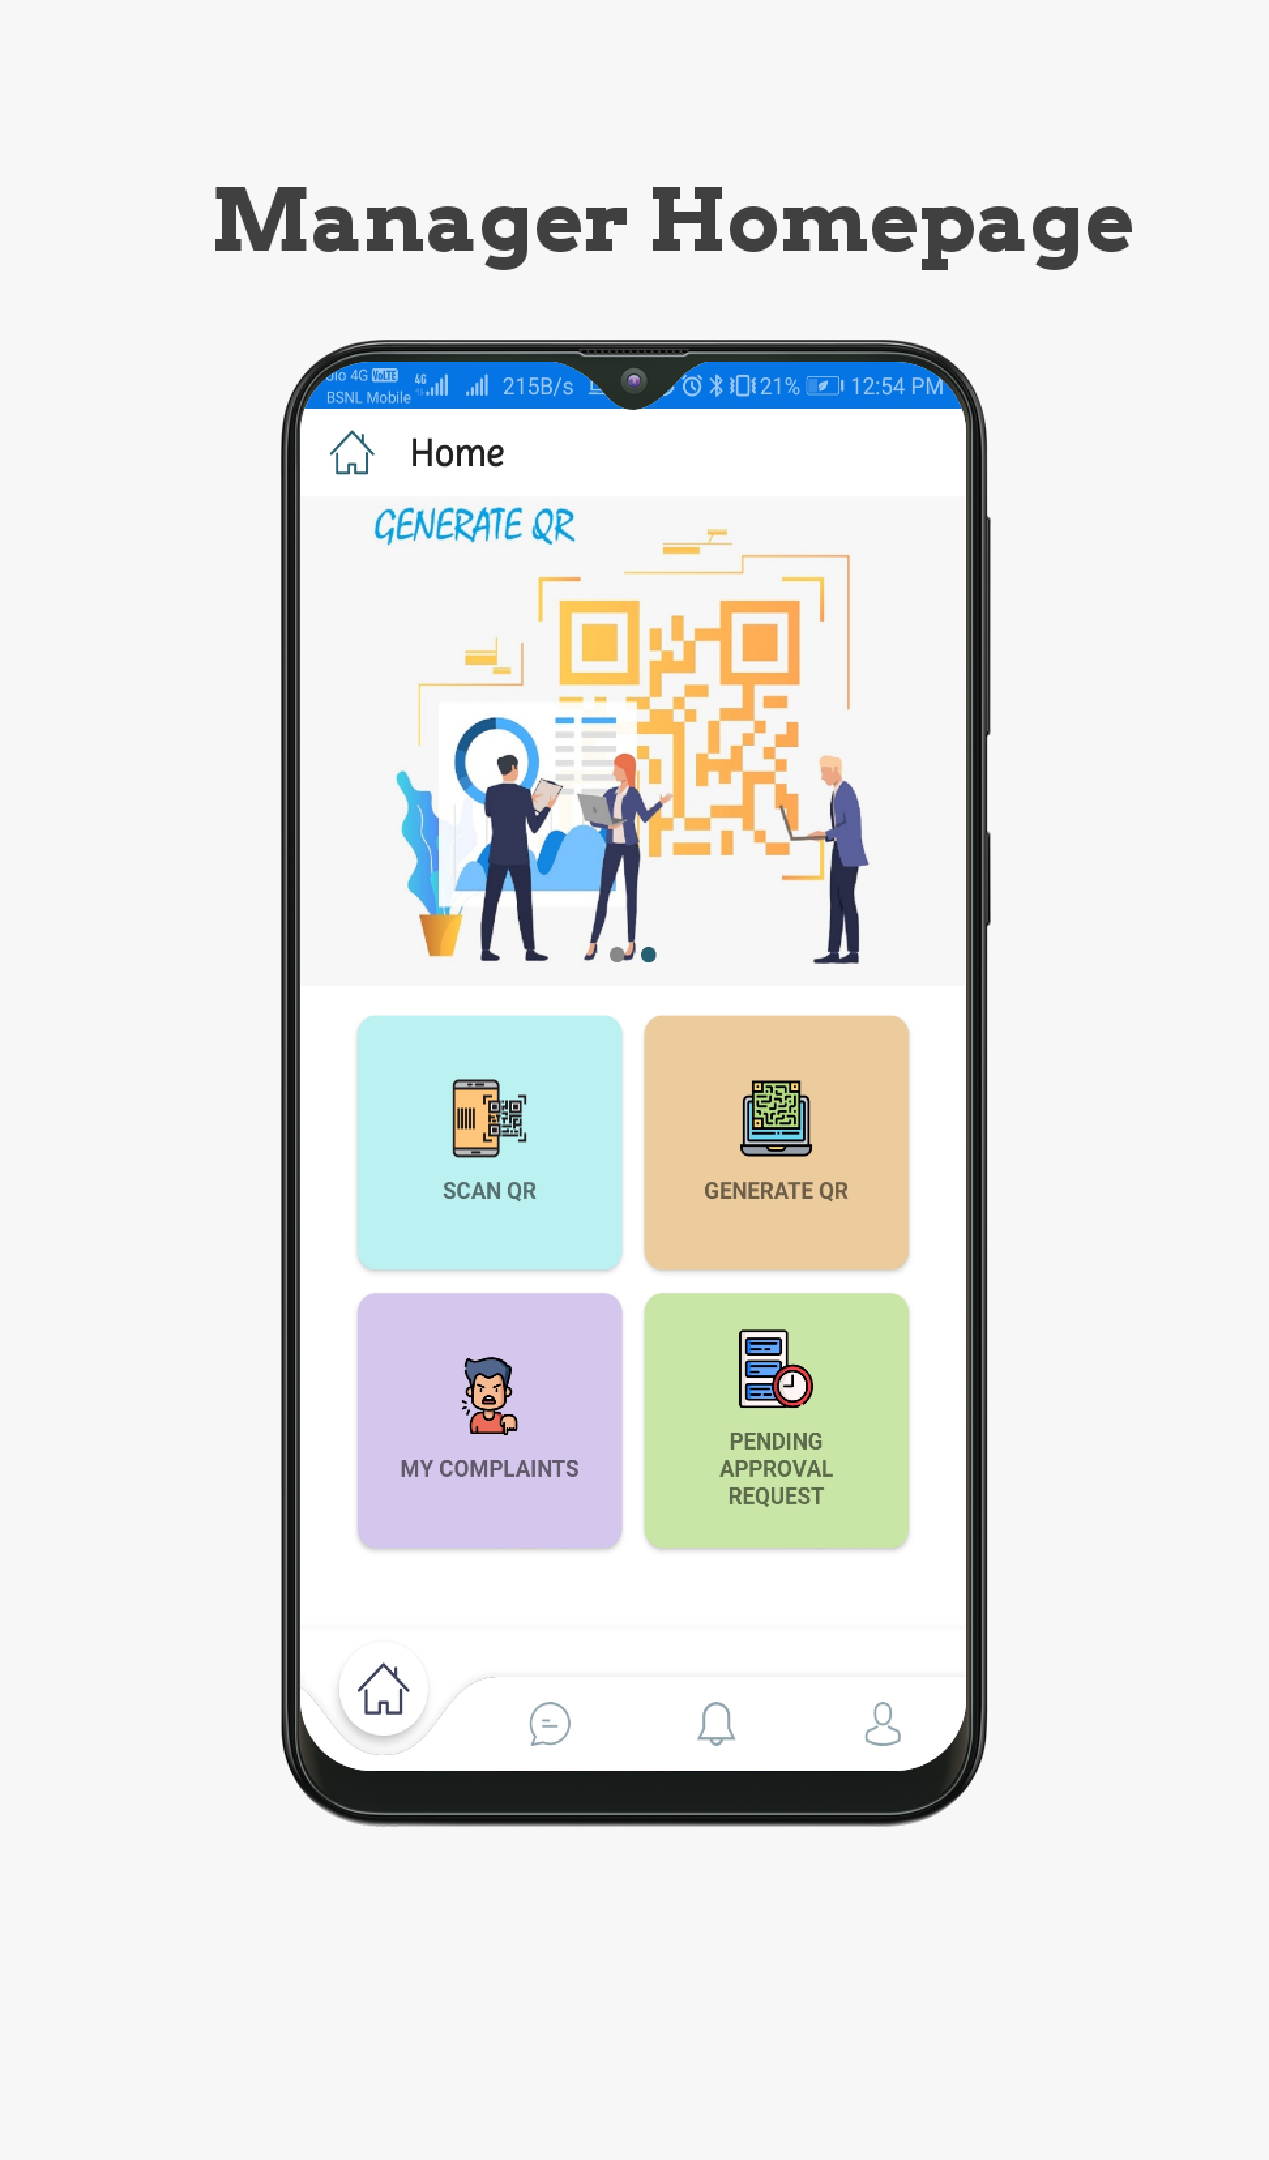 Manager Homepage
Jio 4G VoLTE
BSNL Mobile
4G
215B/s
21%
12:54 PM
Home
GENERATE QR
SCAN QR
GENERATE QR
MY COMPLAINTS
PENDING
APPROVAL
REQUEST